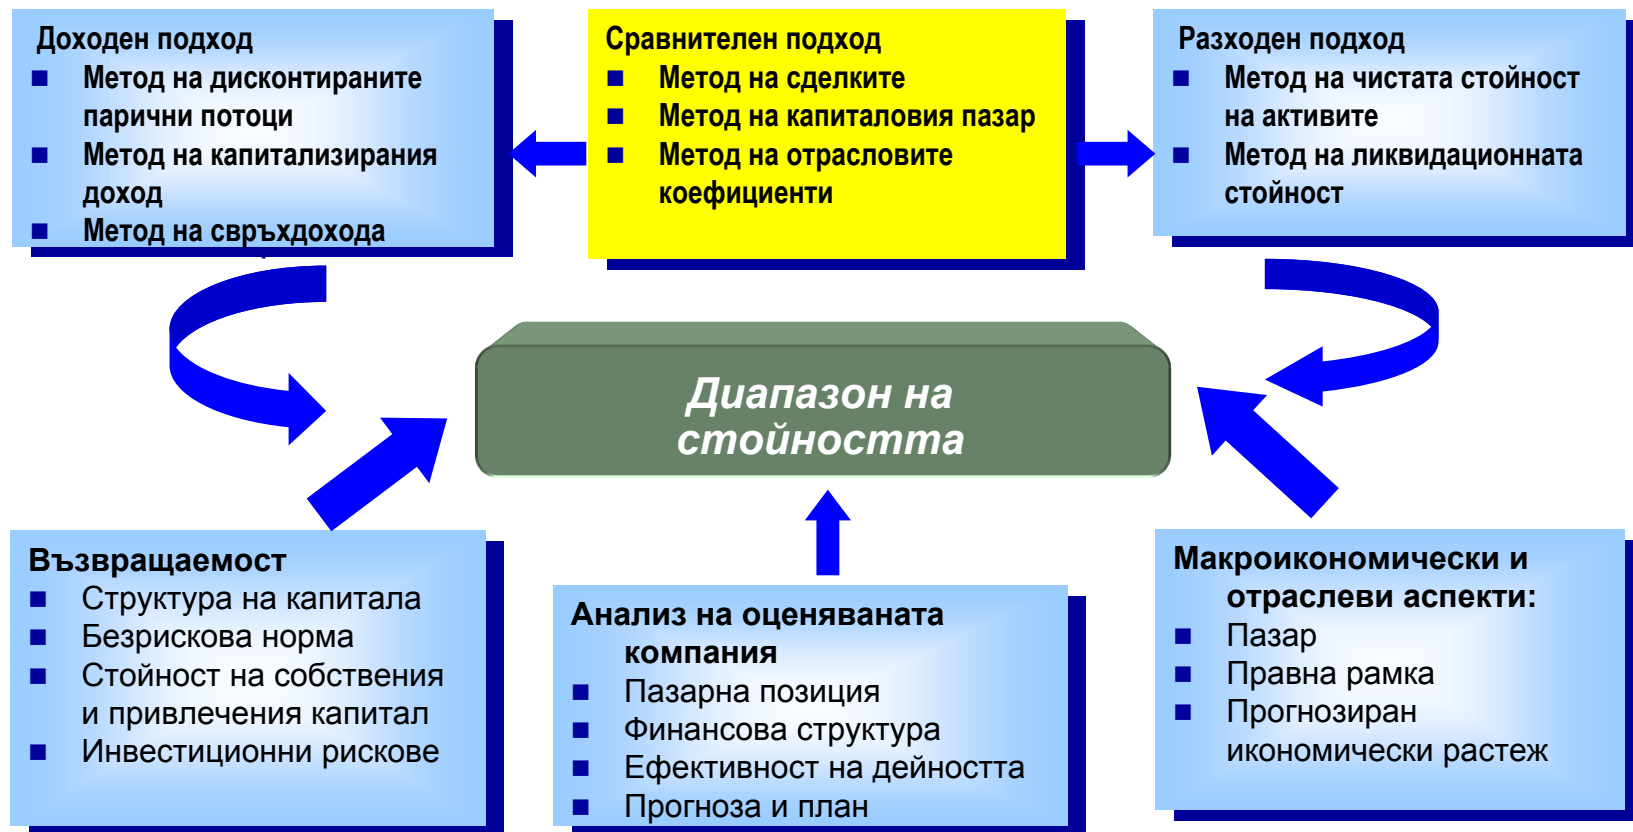 Доходен подход
Метод на дисконтираните
парични потоци
Метод на капитализирания
доход
Метод на свръхдохода
Сравнителен подход
Метод на сделките
Метод на капиталовия пазар
Метод на отрасловите
коефициенти
Разходен подход
Метод на чистата стойност
на активите
Метод на ликвидационната
стойност
Диапазон на
стойността
Възвращаемост
Структура на капитала
Безрискова норма
Стойност на собствения
и привлечения капитал
Инвестиционни рискове
Анализ на оценяваната
компания
Пазарна позиция
Финансова структура
Ефективност на дейността
Прогноза и план
Макроикономически и
отраслеви аспекти:
Пазар
Правна рамка
Прогнозиран
икономически растеж